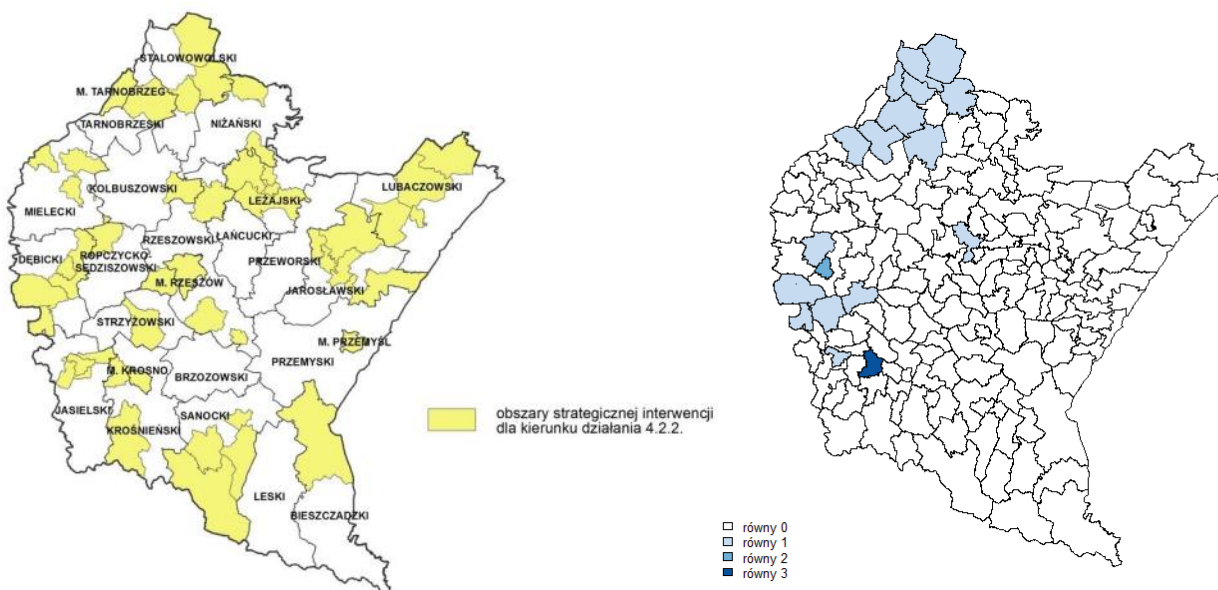 STALOWOWOLSKI
M. TARNOBRZEG
TARNOBRZESKI
NIŻAŃSKI
LUBACZOWSKI
KOLBUSZOWSKI
LEŻAJSKI
MIELECKI
RZESZOWSKI
ŁAŃCUCKI
DĘBICKI
ROPCZYCKO-
SĘDZISZOWSKI
PRZEWORSKI
M. RZESZÓW
JAROSŁAWSKI
STRZYŻOWSKI
M. PRZEMYŚL
PRZEMYSKI
M. KROSNO
BRZOZOWSKI
JASIELSKI
SANOCKI
KROŚNIEŃSKI
LESKI
BIESZCZADZKI
obszary strategicznej interwencji
dla kierunku działania 4.2.2.
równy 0
równy 1
równy 2
równy 3